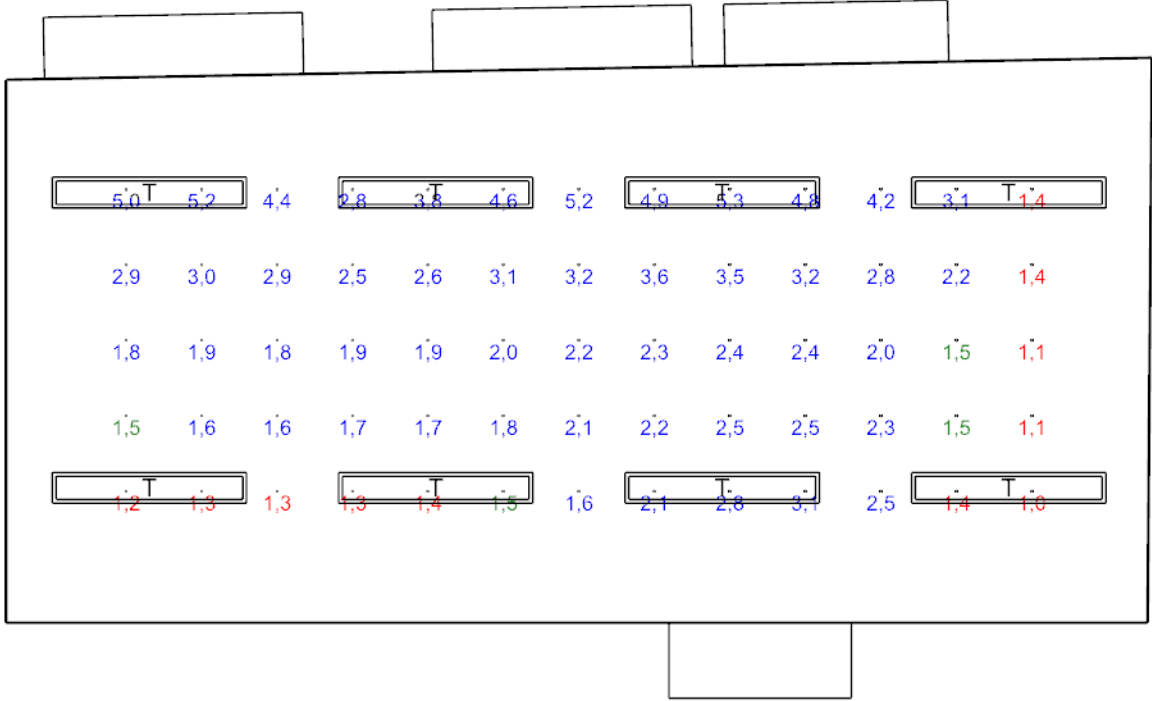 T T T T
5,0 5,2 4,4 2,8 3,8 4,6 5,2 4,9 5,3 4,8 4,2 3,1 1,4
2,9 3,0 2,9 2,5 2,6 3,1 3,2 3,6 3,5 3,2 2,8 2,2 1,4
1,8 1,9 1,8 1,9 1,9 2,0 2,2 2,3 2,4 2,4 2,0 1,5 1,1
1,5 1,6 1,6 1,7 1,7 1,8 2,1 2,2 2,5 2,5 2,3 1,5 1,1
T T T T
1,2 1,3 1,3 1,3 1,4 1,5 1,6 2,1 2,8 3,1 2,5 1,4 1,0